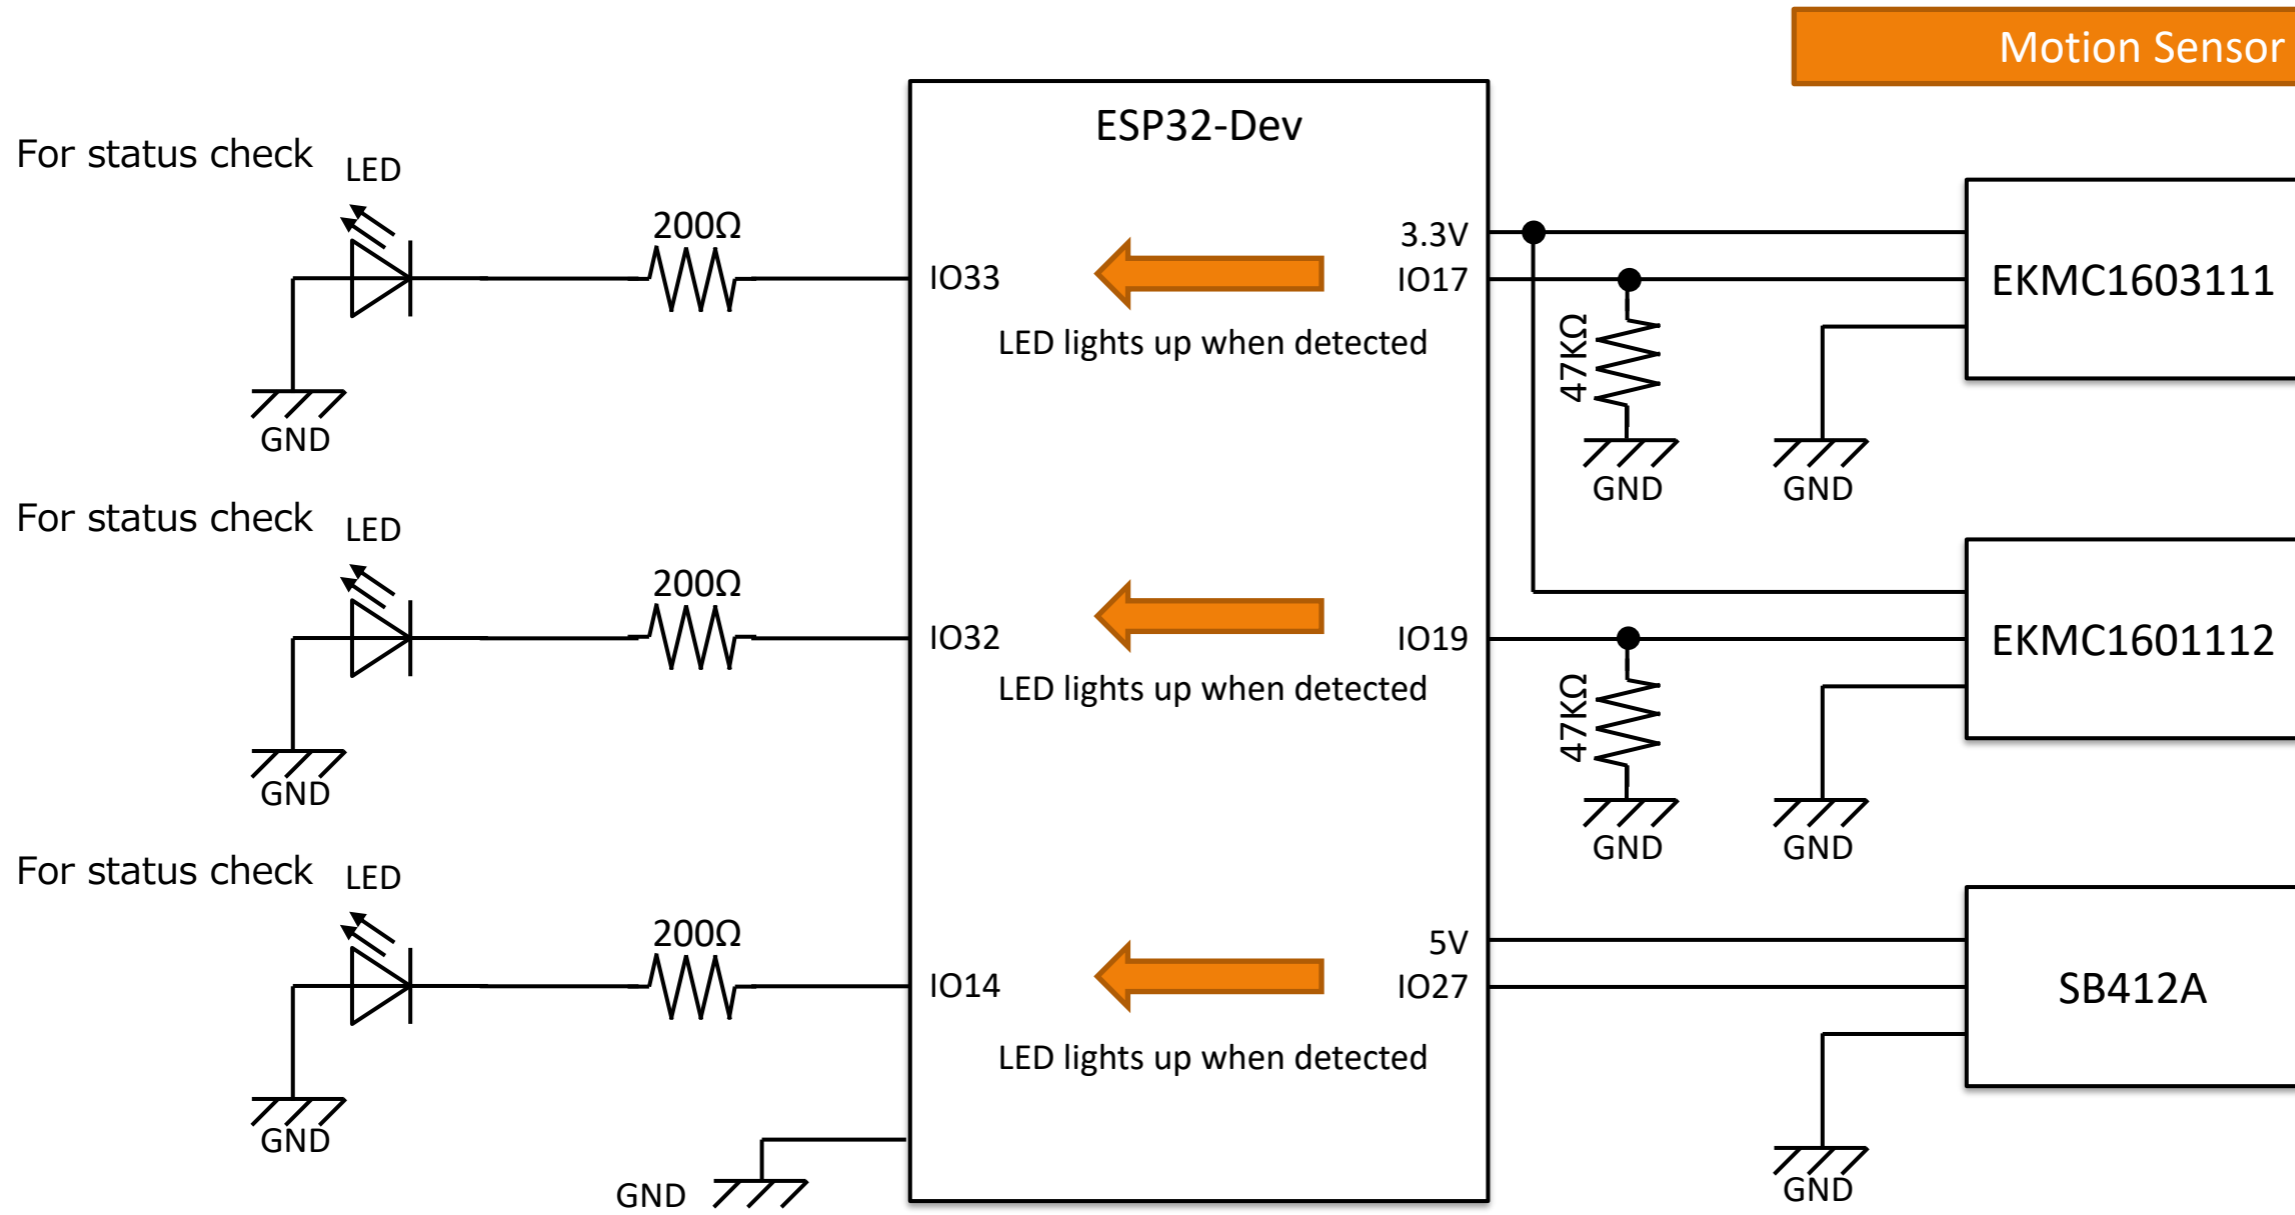 Motion Sensor
ESP32-Dev
For status check
LED
200Ω
IO33
3.3V
IO17
LED lights up when detected
47KΩ
EKMC1603111
GND
GND
GND
For status check
LED
200Ω
IO32
IO19
LED lights up when detected
47KΩ
EKMC1601112
GND
GND
GND
For status check
LED
200Ω
IO14
5V
IO27
LED lights up when detected
SB412A
GND
GND
GND